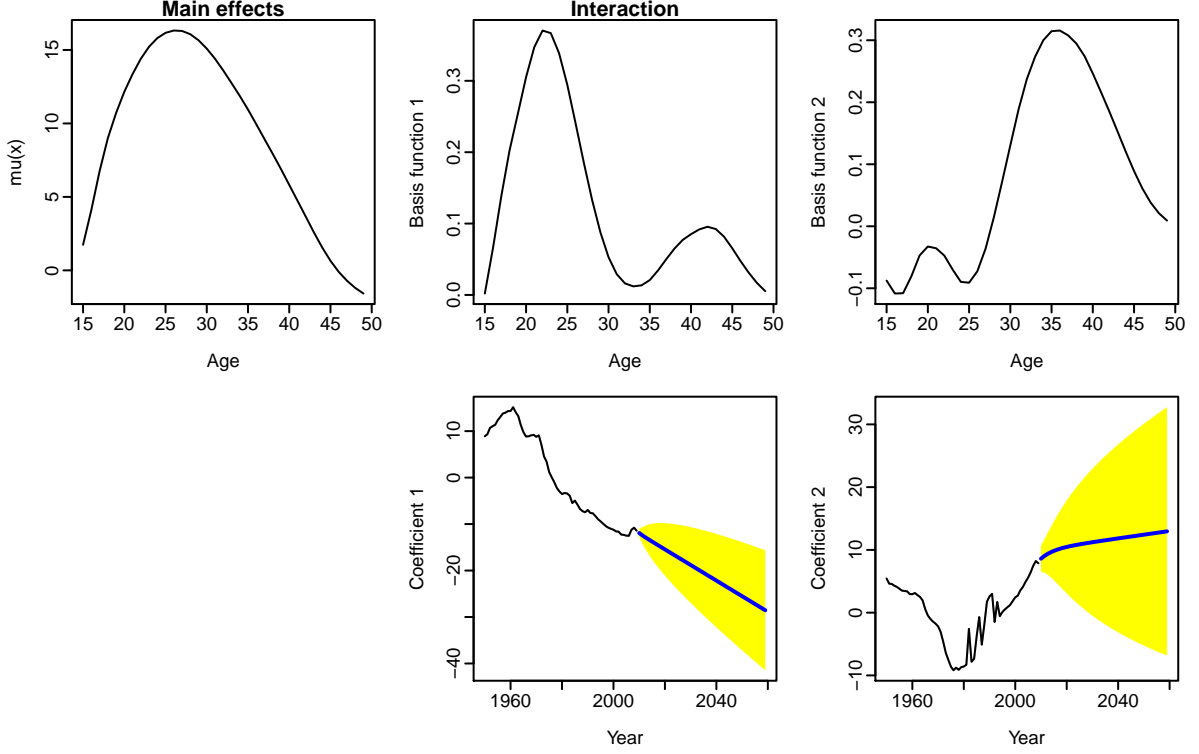 Main effects
mu(x)
0
5
10
15
15 20 25 30 35 40 45 50
Age
Interaction
Basis function 1
0.0
0.1
0.2
0.3
15 20 25 30 35 40 45 50
Age
Basis function 2
−0.1
0.0
0.1
0.2
0.3
15 20 25 30 35 40 45 50
Age
Coefficient 1
−40
−20
0
10
1960 2000 2040
Year
Coefficient 2
−10
0
10
20
30
1960 2000 2040
Year